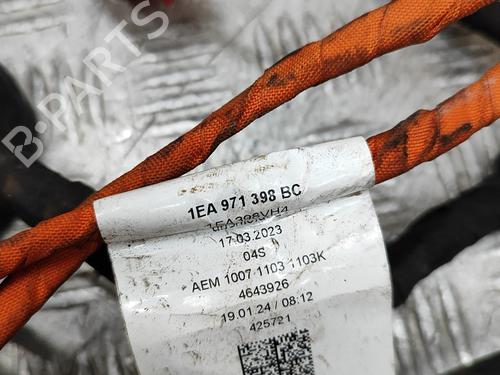 B-PARTS
1EA 971 398 BC
1EA398VH4
17.03.2023
04S
AEM 1007 1103 1103K
4643926
19.01.24 / 08:12
425721